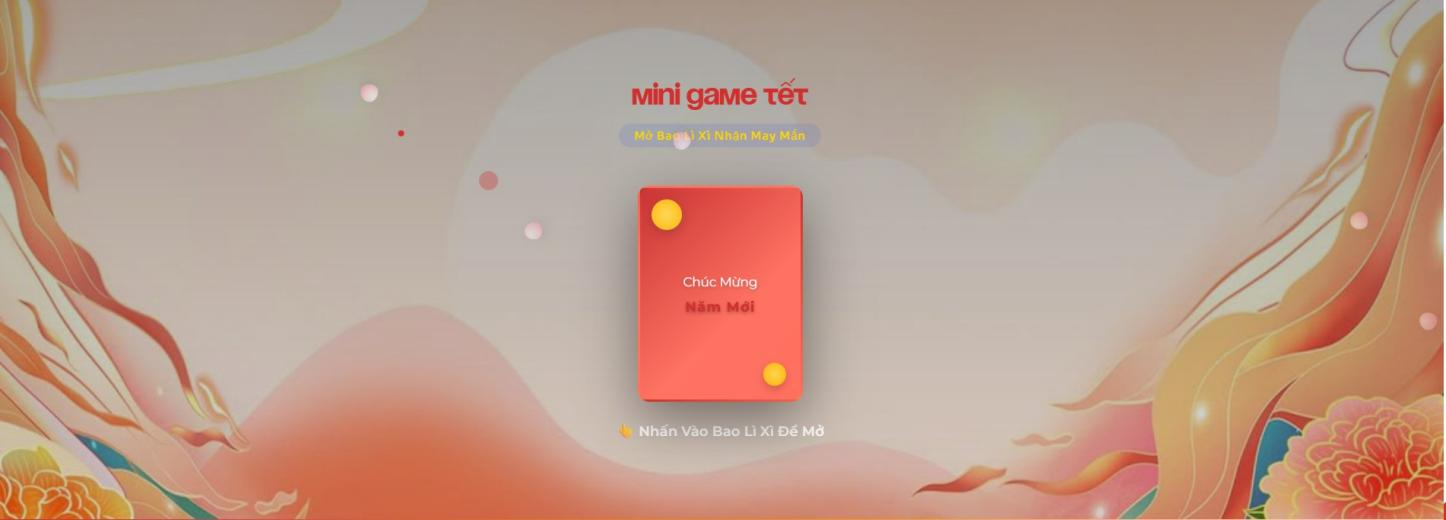 Mini game Tết
Mở Bao Lì Xì Nhận May Mắn
Chúc Mừng
Năm Mới
👆 Nhấn Vào Bao Lì Xì Để Mở